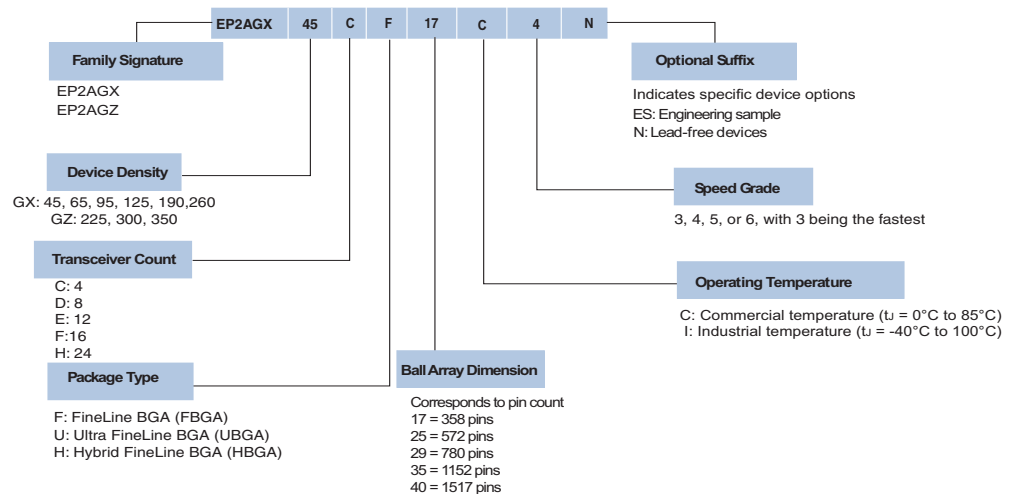 EP2AGX 45 C F 17 C 4 N
Family Signature
EP2AGX
EP2AGZ
Optional Suffix
Indicates specific device options
ES: Engineering sample
N: Lead-free devices
Device Density
GX: 45, 65, 95, 125, 190,260
GZ: 225, 300, 350
Speed Grade
3, 4, 5, or 6, with 3 being the fastest
Transceiver Count
C: 4
D: 8
E: 12
F:16
H: 24
Operating Temperature
C: Commercial temperature (tJ = 0°C to 85°C)
I: Industrial temperature (tJ = -40°C to 100°C)
Package Type
F: FineLine BGA (FBGA)
U: Ultra FineLine BGA (UBGA)
H: Hybrid FineLine BGA (HBGA)
Ball Array Dimension
Corresponds to pin count
17 = 358 pins
25 = 572 pins
29 = 780 pins
35 = 1152 pins
40 = 1517 pins